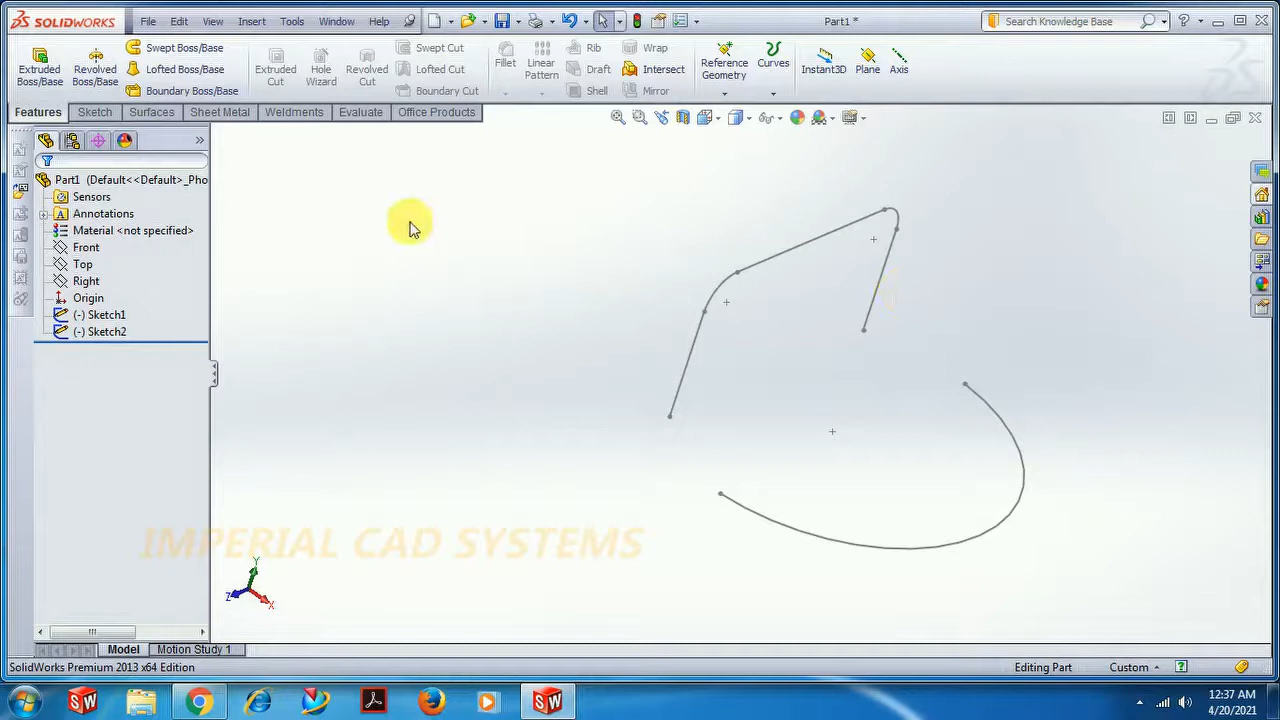 SOLIDWORKS File Edit View Insert Tools Window Help Part1 * Search Knowledge Base
Extruded Boss/Base
Revolved Boss/Base
Swept Boss/Base
Lofted Boss/Base
Boundary Boss/Base
Extruded Cut
Hole Wizard
Revolved Cut
Swept Cut
Lofted Cut
Boundary Cut
Fillet
Linear Pattern
Rib
Draft
Shell
Wrap
Intersect
Mirror
Reference Geometry
Curves
Instant3D
Plane
Axis
Features Sketch Surfaces Sheet Metal Weldments Evaluate Office Products
Part1 (Default<<Default>_Pho
Sensors
Annotations
Material <not specified>
Front
Top
Right
Origin
(-) Sketch1
(-) Sketch2
IMPERIAL CAD SYSTEMS
Y
Z
X
Model Motion Study 1
SolidWorks Premium 2013 x64 Edition Editing Part Custom
12:37 AM
4/20/2021